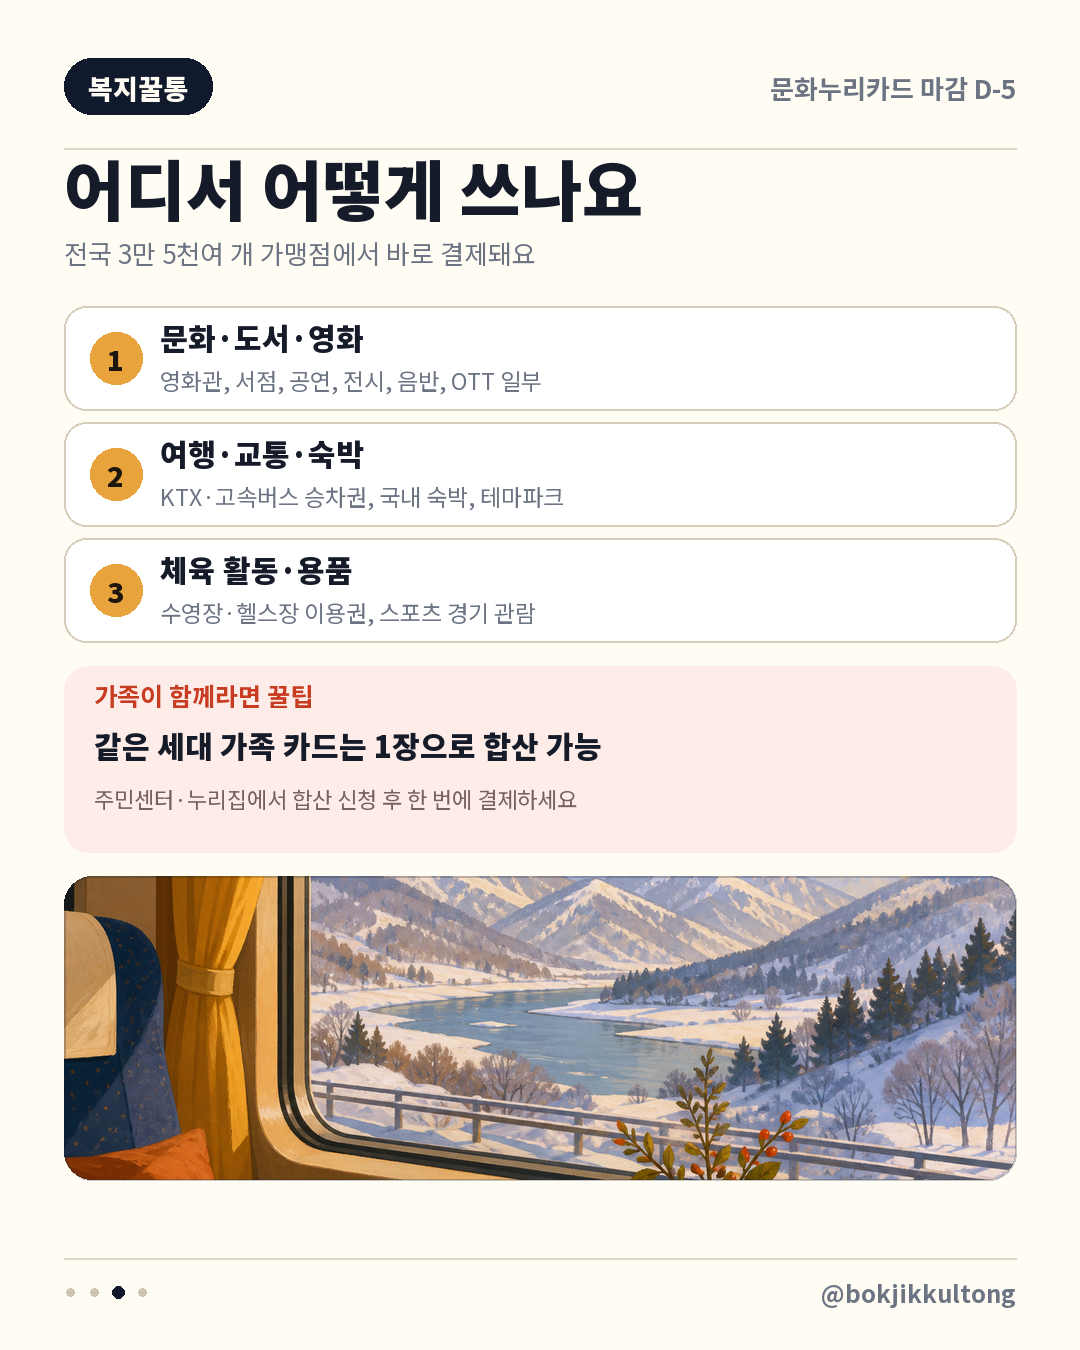 복지꿀통
문화누리카드 마감 D-5
어디서 어떻게 쓰나요
전국 3만 5천여 개 가맹점에서 바로 결제돼요
1
문화·도서·영화
영화관, 서점, 공연, 전시, 음반, OTT 일부
2
여행·교통·숙박
KTX·고속버스 승차권, 국내 숙박, 테마파크
3
체육 활동·용품
수영장·헬스장 이용권, 스포츠 경기 관람
가족이 함께라면 꿀팁
같은 세대 가족 카드는 1장으로 합산 가능
주민센터·누리집에서 합산 신청 후 한 번에 결제하세요
@bokjikkultong